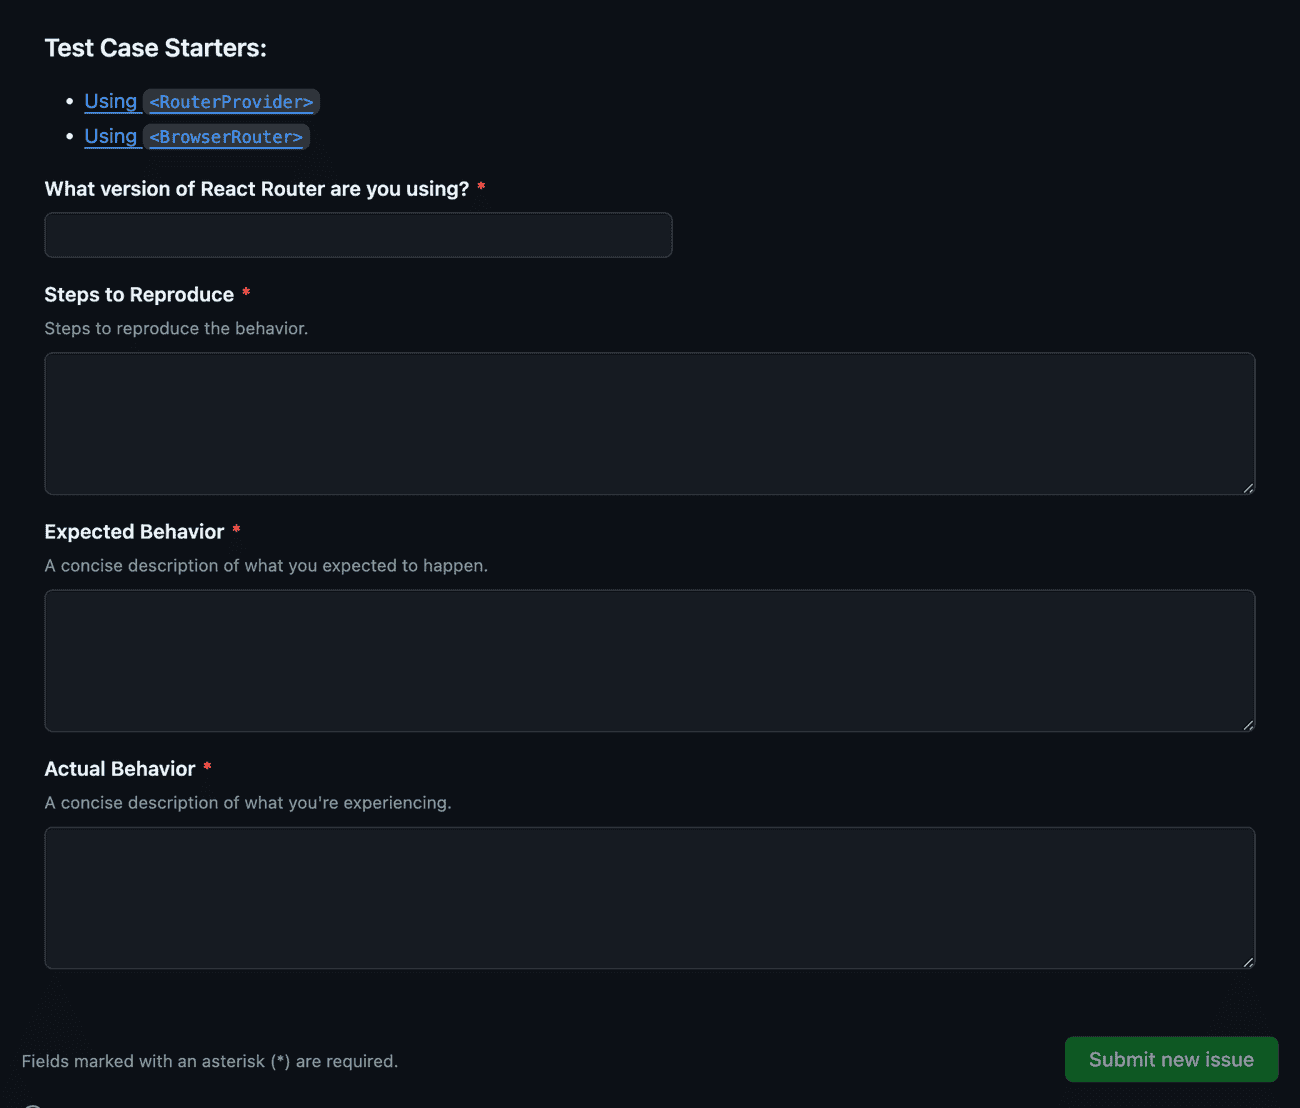 Test Case Starters:
• Using <RouterProvider>
• Using <BrowserRouter>
What version of React Router are you using? *
Steps to Reproduce *
Steps to reproduce the behavior.
Expected Behavior *
A concise description of what you expected to happen.
Actual Behavior *
A concise description of what you're experiencing.
Fields marked with an asterisk (*) are required.
Submit new issue